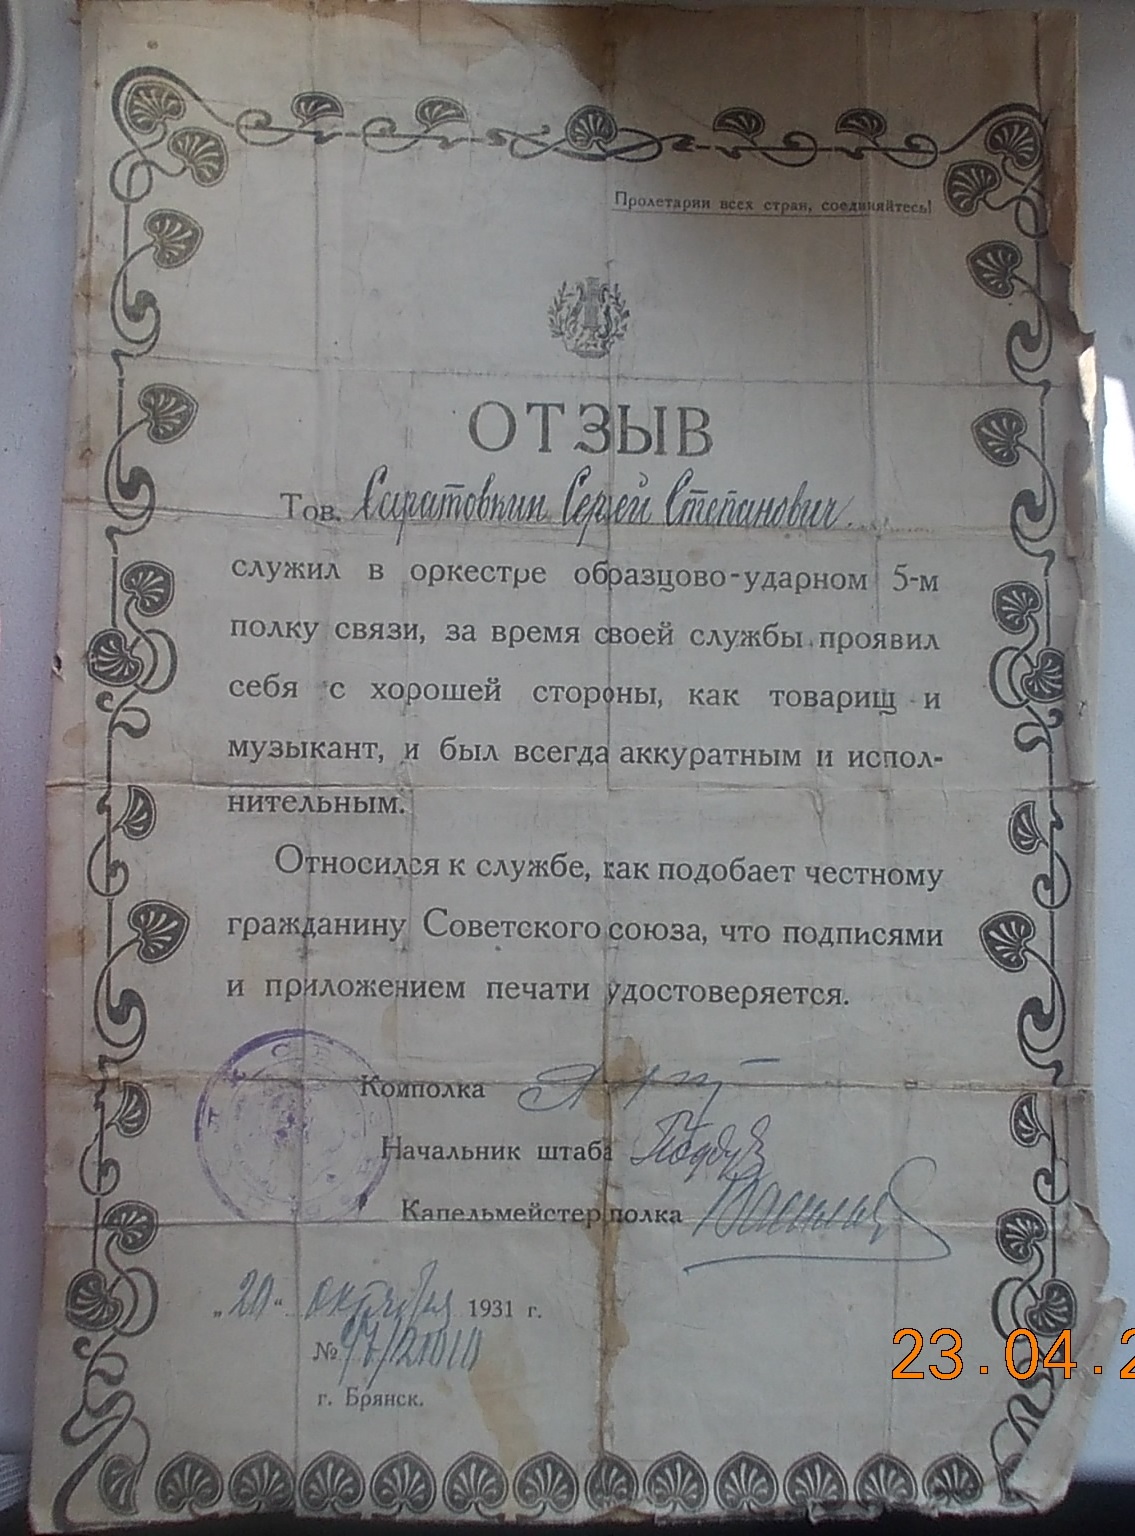 Пролетарии всех стран, соединяйтесь!
ОТЗЫВ
Тов. Саратовкин Сергей Степанович
служил в оркестре образцово-ударном 5-м
полку связи, за время своей службы проявил
себя с хорошей стороны, как товарищ и
музыкант, и был всегда аккуратным и испол-
нительным.
Относился к службе, как подобает честному
гражданину Советского союза, что подписями
и приложением печати удостоверяется.
Комполка
Начальник штаба
Капельмейстер полка
„20“ октября 1931 г.
№
г. Брянск.
23.04.2